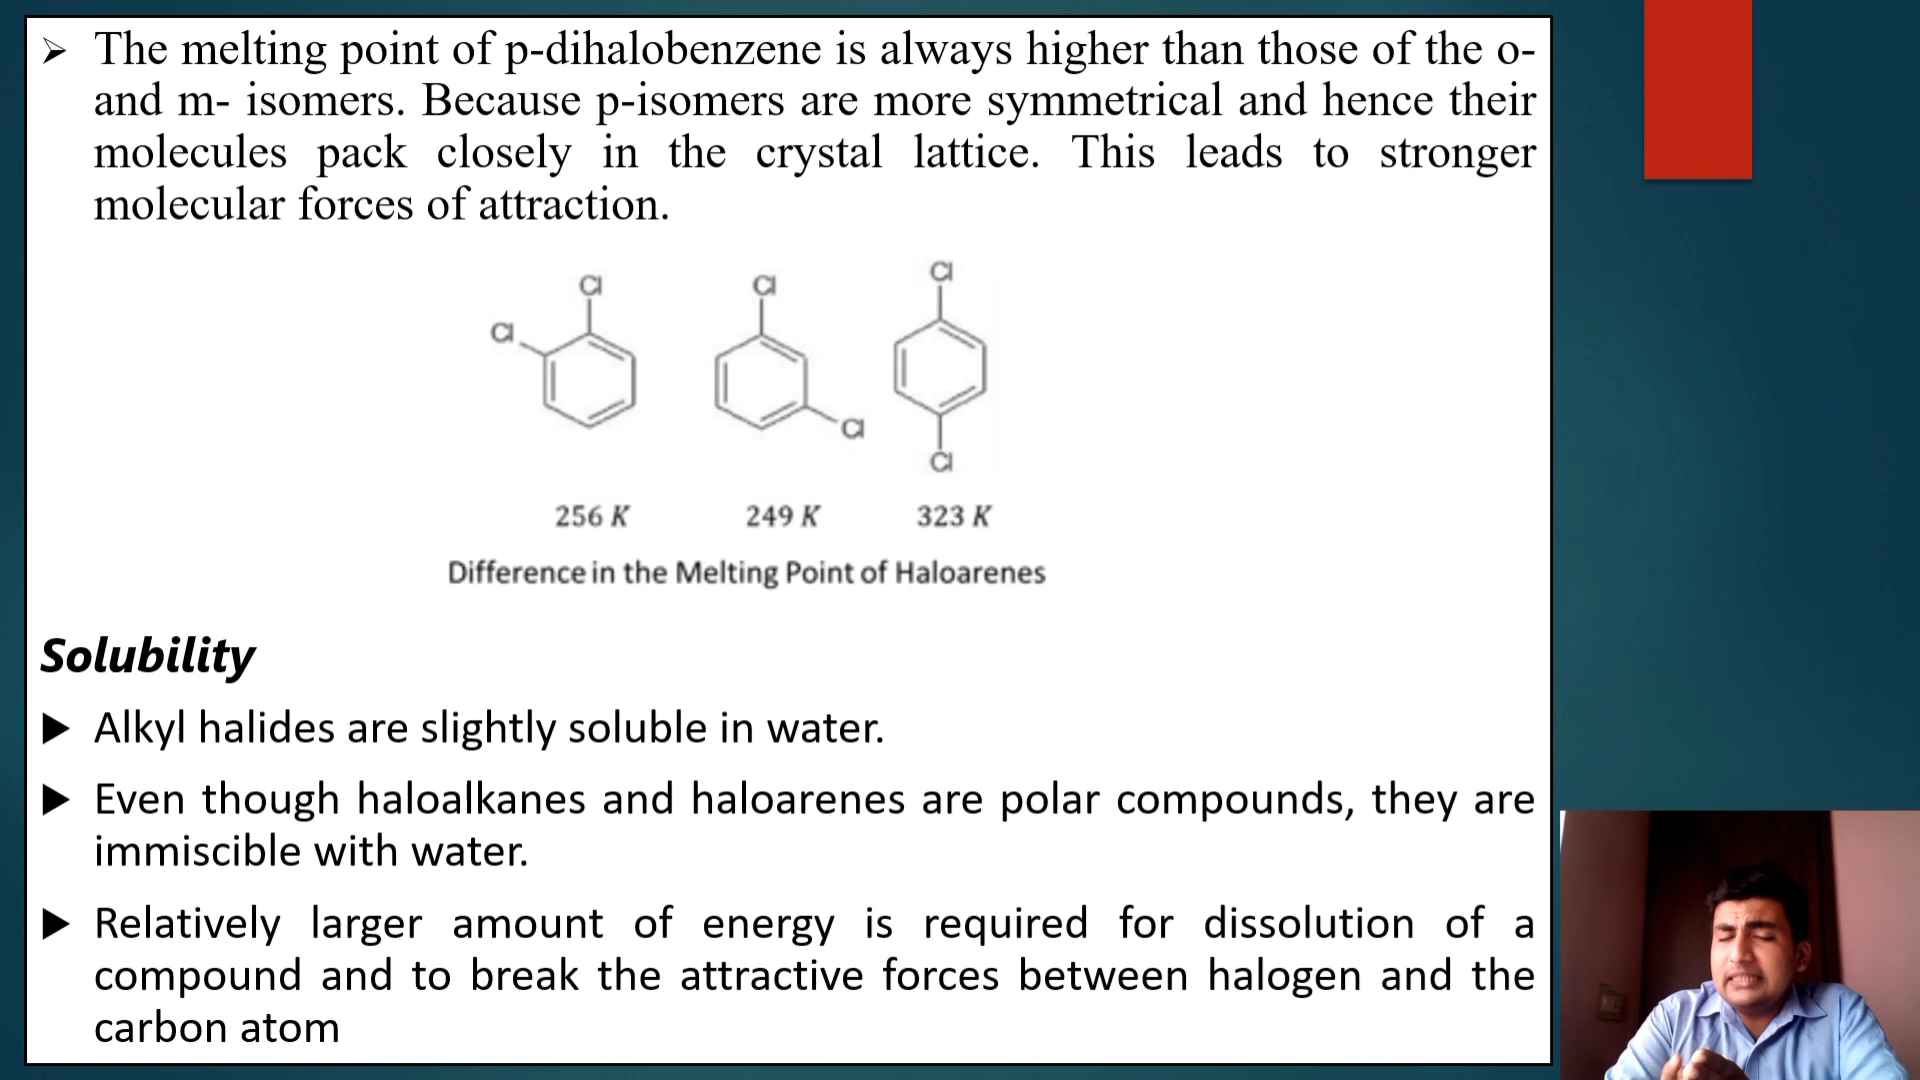 ➢ The melting point of p-dihalobenzene is always higher than those of the o-
and m- isomers. Because p-isomers are more symmetrical and hence their
molecules pack closely in the crystal lattice. This leads to stronger
molecular forces of attraction.
Cl Cl Cl
Cl
Cl
Cl
256 K 249 K 323 K
Difference in the Melting Point of Haloarenes
Solubility
▶ Alkyl halides are slightly soluble in water.
▶ Even though haloalkanes and haloarenes are polar compounds, they are
immiscible with water.
▶ Relatively larger amount of energy is required for dissolution of a
compound and to break the attractive forces between halogen and the
carbon atom